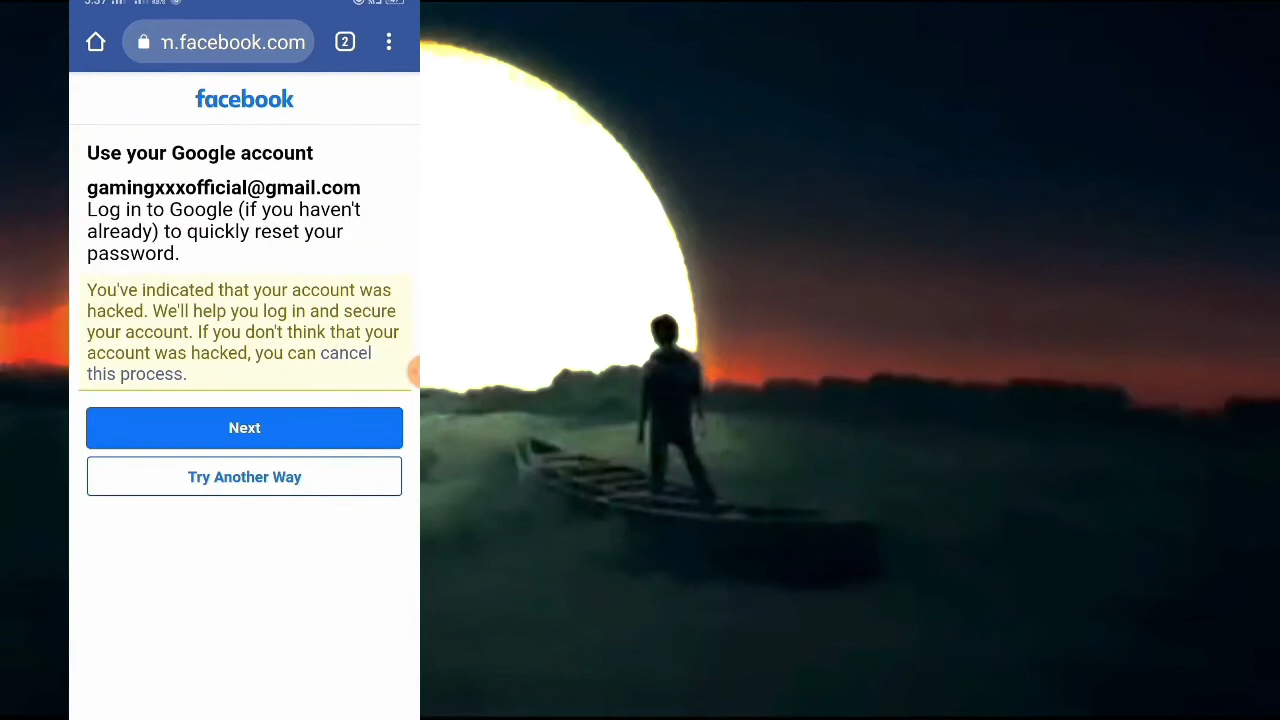 m.facebook.com
2
facebook
Use your Google account
gamingxxxofficial@gmail.com
Log in to Google (if you haven't
already) to quickly reset your
password.
You've indicated that your account was
hacked. We'll help you log in and secure
your account. If you don't think that your
account was hacked, you can cancel
this process.
Next
Try Another Way